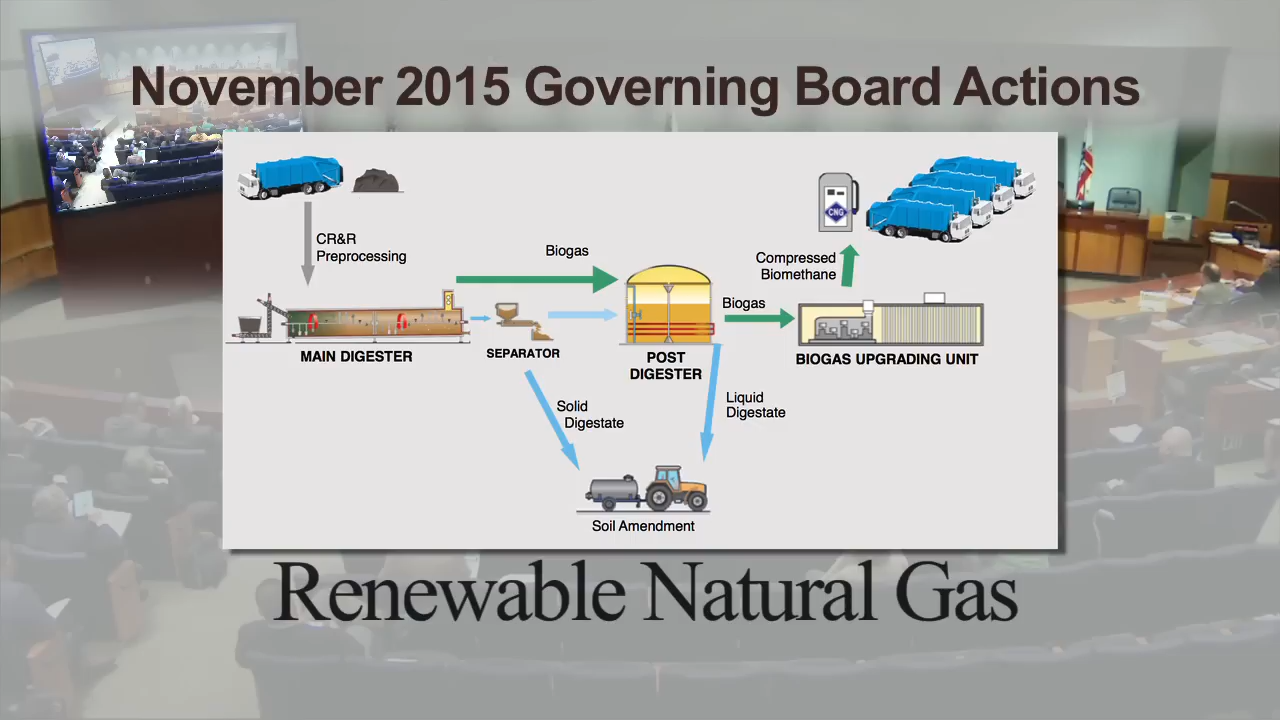 November 2015 Governing Board Actions
CNG
CR&R
Preprocessing
Biogas
Compressed
Biomethane
Biogas
MAIN DIGESTER
SEPARATOR
POST
DIGESTER
BIOGAS UPGRADING UNIT
Solid
Digestate
Liquid
Digestate
Soil Amendment
Renewable Natural Gas